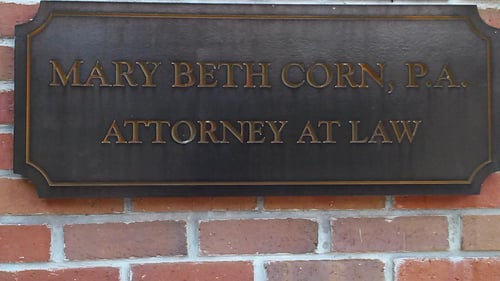 MARY BETH CORN, P.A.
ATTORNEY AT LAW